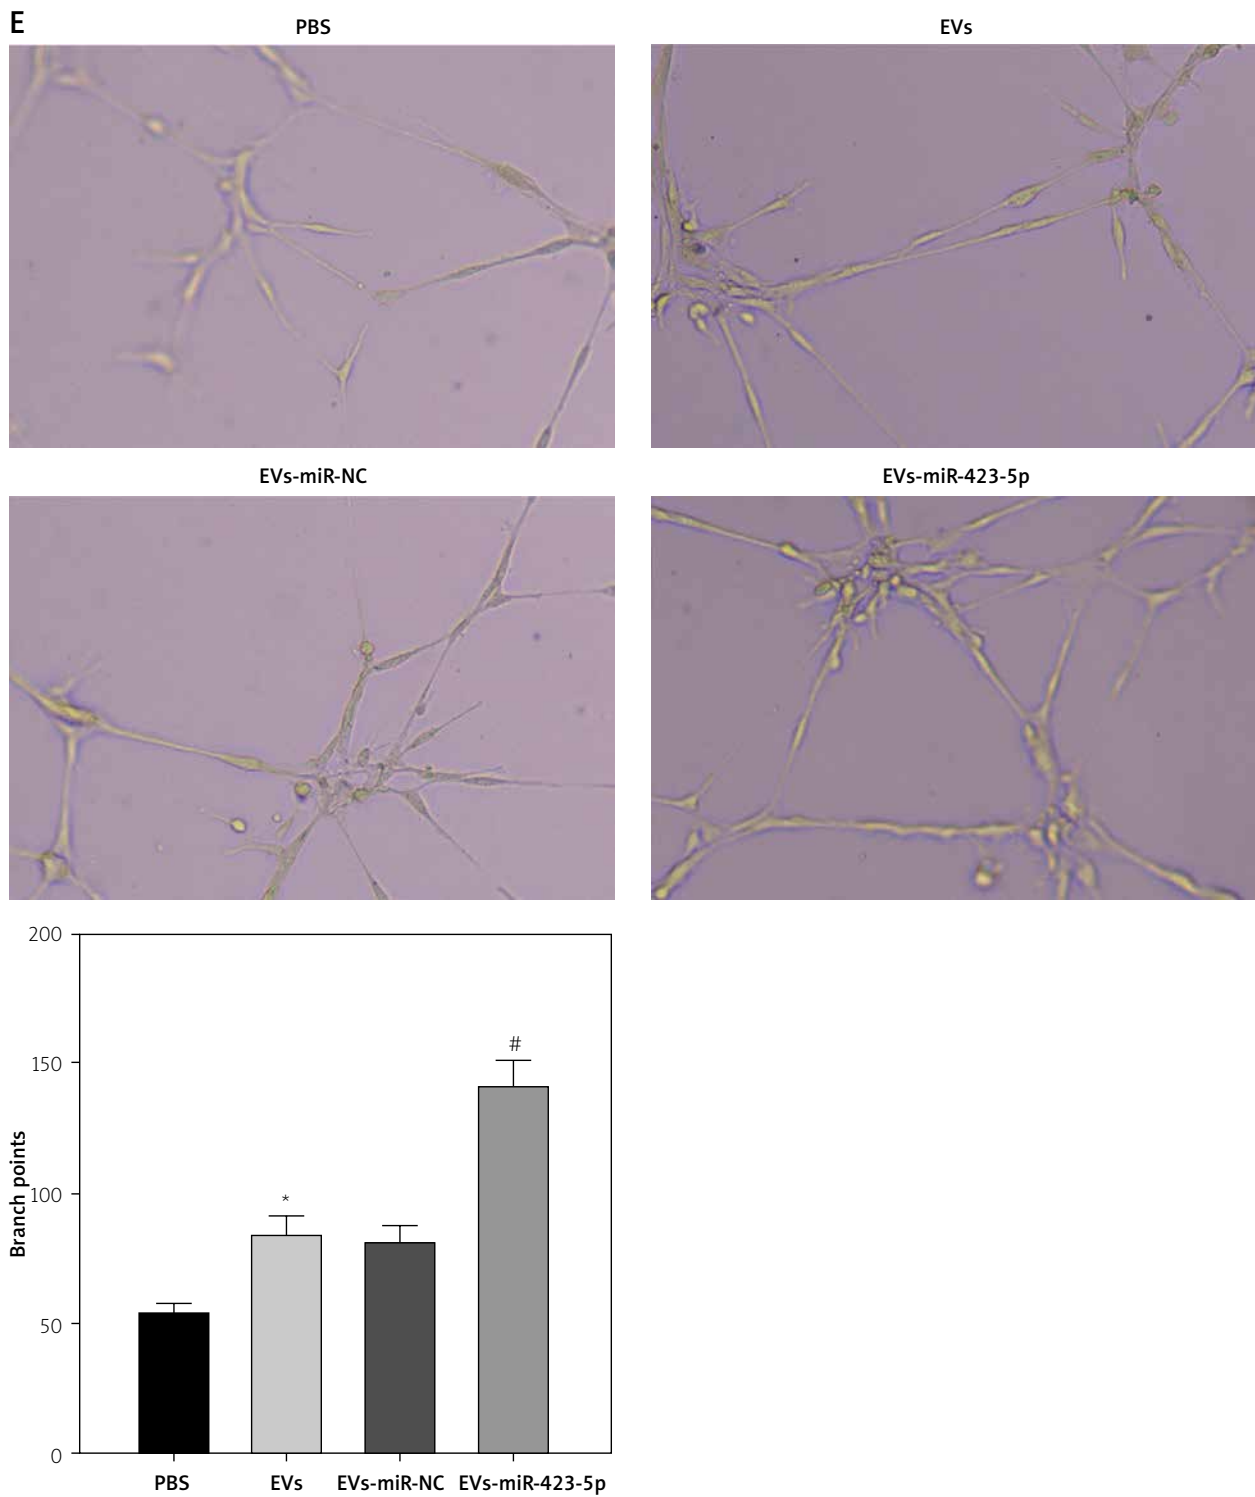 E
PBS
EVs
EVs-miR-NC
EVs-miR-423-5p
200
150
100
50
0
Branch points
*
#
PBS
EVs
EVs-miR-NC
EVs-miR-423-5p